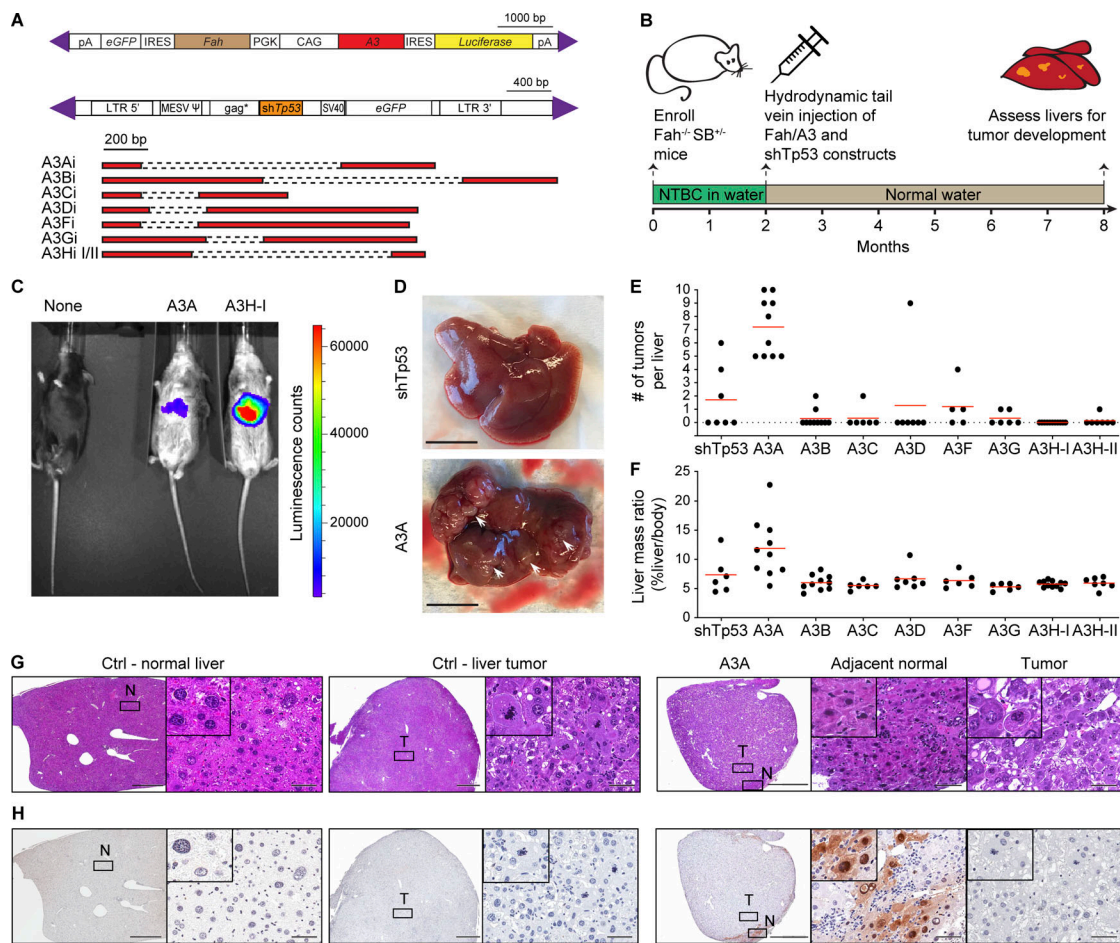 A
1000 bp
pA eGFP IRES Fah PGK CAG A3 IRES Luciferase pA
400 bp
LTR 5' MESV Ψ gag* shTp53 SV40 eGFP LTR 3'
200 bp
A3Ai
A3Bi
A3Ci
A3Di
A3Fi
A3Gi
A3Hi I/II
B
Enroll
Fah-/- SB+/-
mice
Hydrodynamic tail
vein injection of
Fah/A3 and
shTp53 constructs
Assess livers for
tumor development
NTBC in water Normal water
0 1 2 3 4 5 6 7 8
Months
C
None A3A A3H-I
60000
40000
20000
Luminescence counts
D
shTp53
A3A
E
# of tumors
per liver
10
9
8
7
6
5
4
3
2
1
0
shTp53 A3A A3B A3C A3D A3F A3G A3H-I A3H-II
F
Liver mass ratio
(%liver/body)
25
20
15
10
5
0
shTp53 A3A A3B A3C A3D A3F A3G A3H-I A3H-II
G
Ctrl - normal liver Ctrl - liver tumor A3A Adjacent normal Tumor
N
T
T
N
H
N
T
T
N